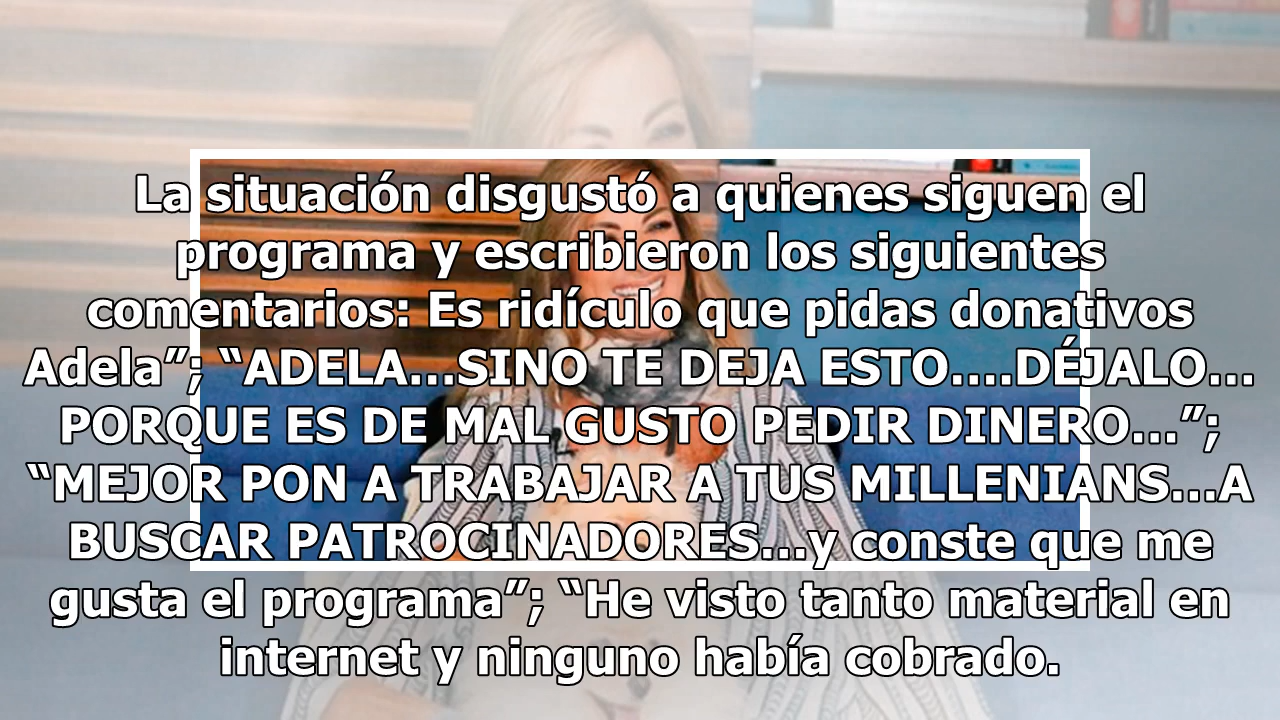 La situación disgustó a quienes siguen el
programa y escribieron los siguientes
comentarios: Es ridículo que pidas donativos
Adela”; “ADELA...SINO TE DEJA ESTO....DÉJALO...
PORQUE ES DE MAL GUSTO PEDIR DINERO...”;
“MEJOR PON A TRABAJAR A TUS MILLENIANS...A
BUSCAR PATROCINADORES...y conste que me
gusta el programa”; “He visto tanto material en
internet y ninguno había cobrado.